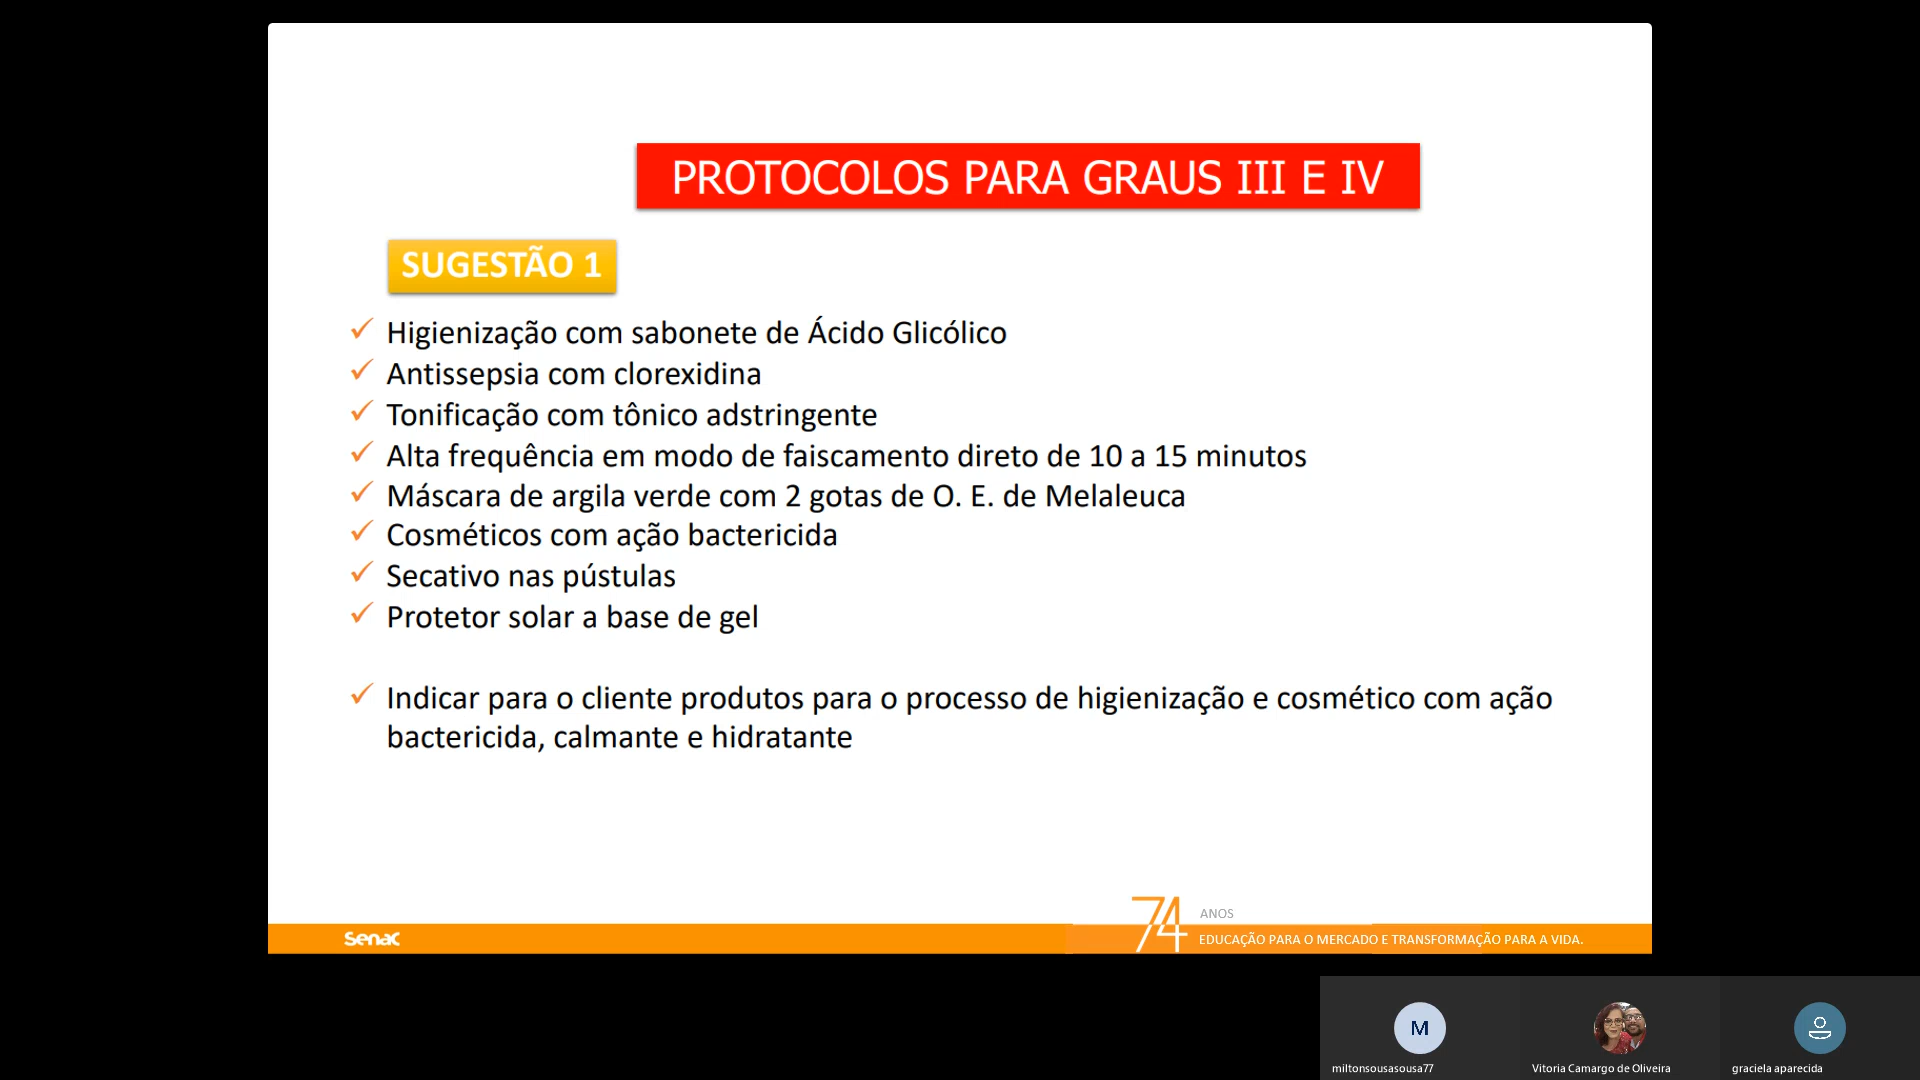 PROTOCOLOS PARA GRAUS III E IV
SUGESTÃO 1
✓ Higienização com sabonete de Ácido Glicólico
✓ Antissepsia com clorexidina
✓ Tonificação com tônico adstringente
✓ Alta frequência em modo de faiscamento direto de 10 a 15 minutos
✓ Máscara de argila verde com 2 gotas de O. E. de Melaleuca
✓ Cosméticos com ação bactericida
✓ Secativo nas pústulas
✓ Protetor solar a base de gel
✓ Indicar para o cliente produtos para o processo de higienização e cosmético com ação
bactericida, calmante e hidratante
Senac
74 ANOS
EDUCAÇÃO PARA O MERCADO E TRANSFORMAÇÃO PARA A VIDA.
M
miltonsousasousa77
Vitoria Camargo de Oliveira
graciela aparecida